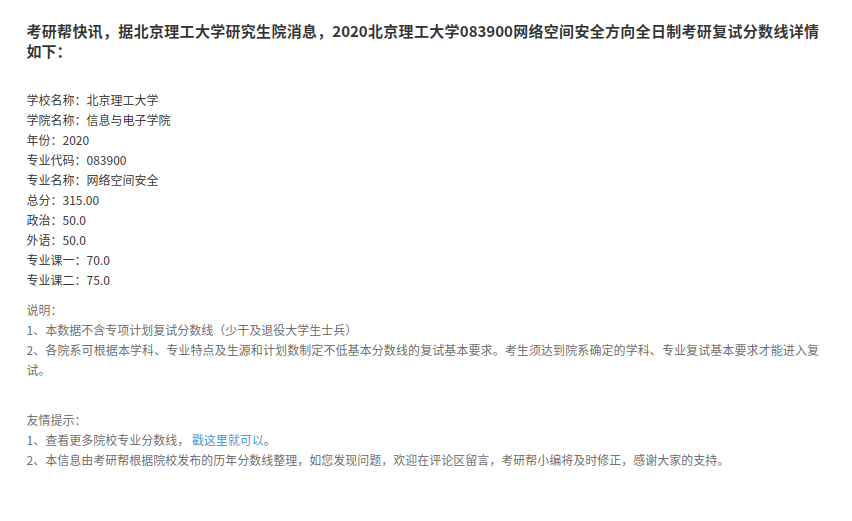 考研帮快讯，据北京理工大学研究生院消息，2020北京理工大学083900网络空间安全方向全日制考研复试分数线详情
如下：
学校名称：北京理工大学
学院名称：信息与电子学院
年份：2020
专业代码：083900
专业名称：网络空间安全
总分：315.00
政治：50.0
外语：50.0
专业课一：70.0
专业课二：75.0
说明：
1、本数据不含专项计划复试分数线（少干及退役大学生士兵）
2、各院系可根据本学科、专业特点及生源和计划数制定不低基本分数线的复试基本要求。考生须达到院系确定的学科、专业复试基本要求才能进入复
试。
友情提示：
1、查看更多院校专业分数线， 戳这里就可以。
2、本信息由考研帮根据院校发布的历年分数线整理，如您发现问题，欢迎在评论区留言，考研帮小编将及时修正，感谢大家的支持。